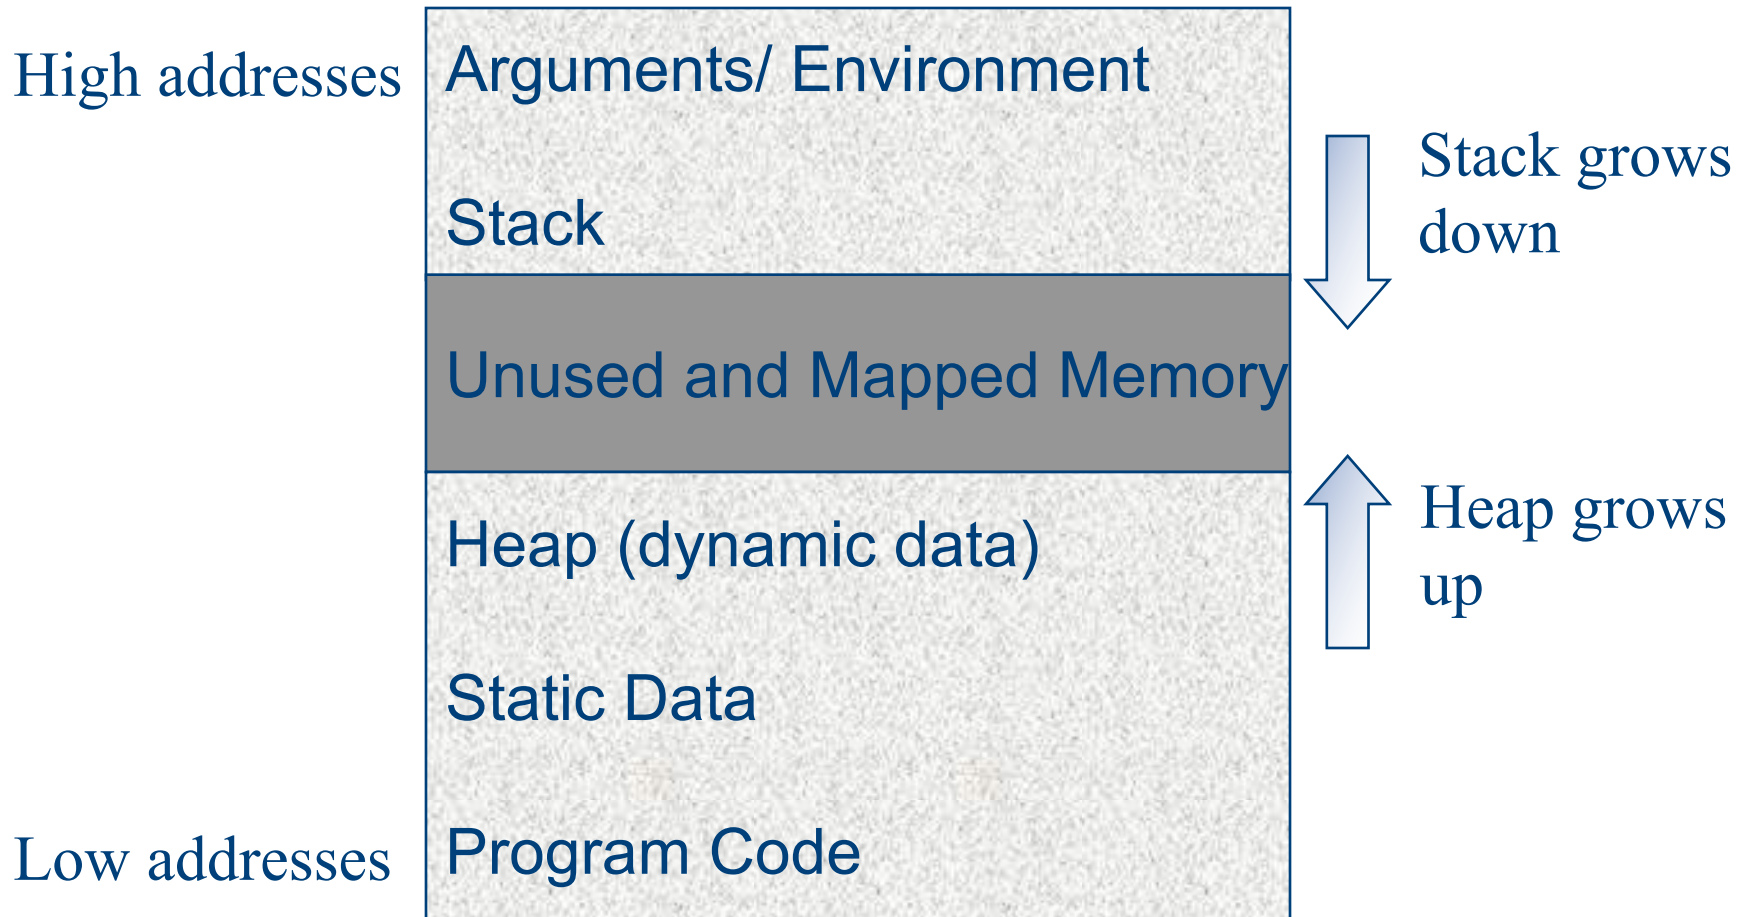 High addresses
Arguments/ Environment
Stack grows
down
Stack
Unused and Mapped Memory
Heap grows
up
Heap (dynamic data)
Static Data
Low addresses
Program Code